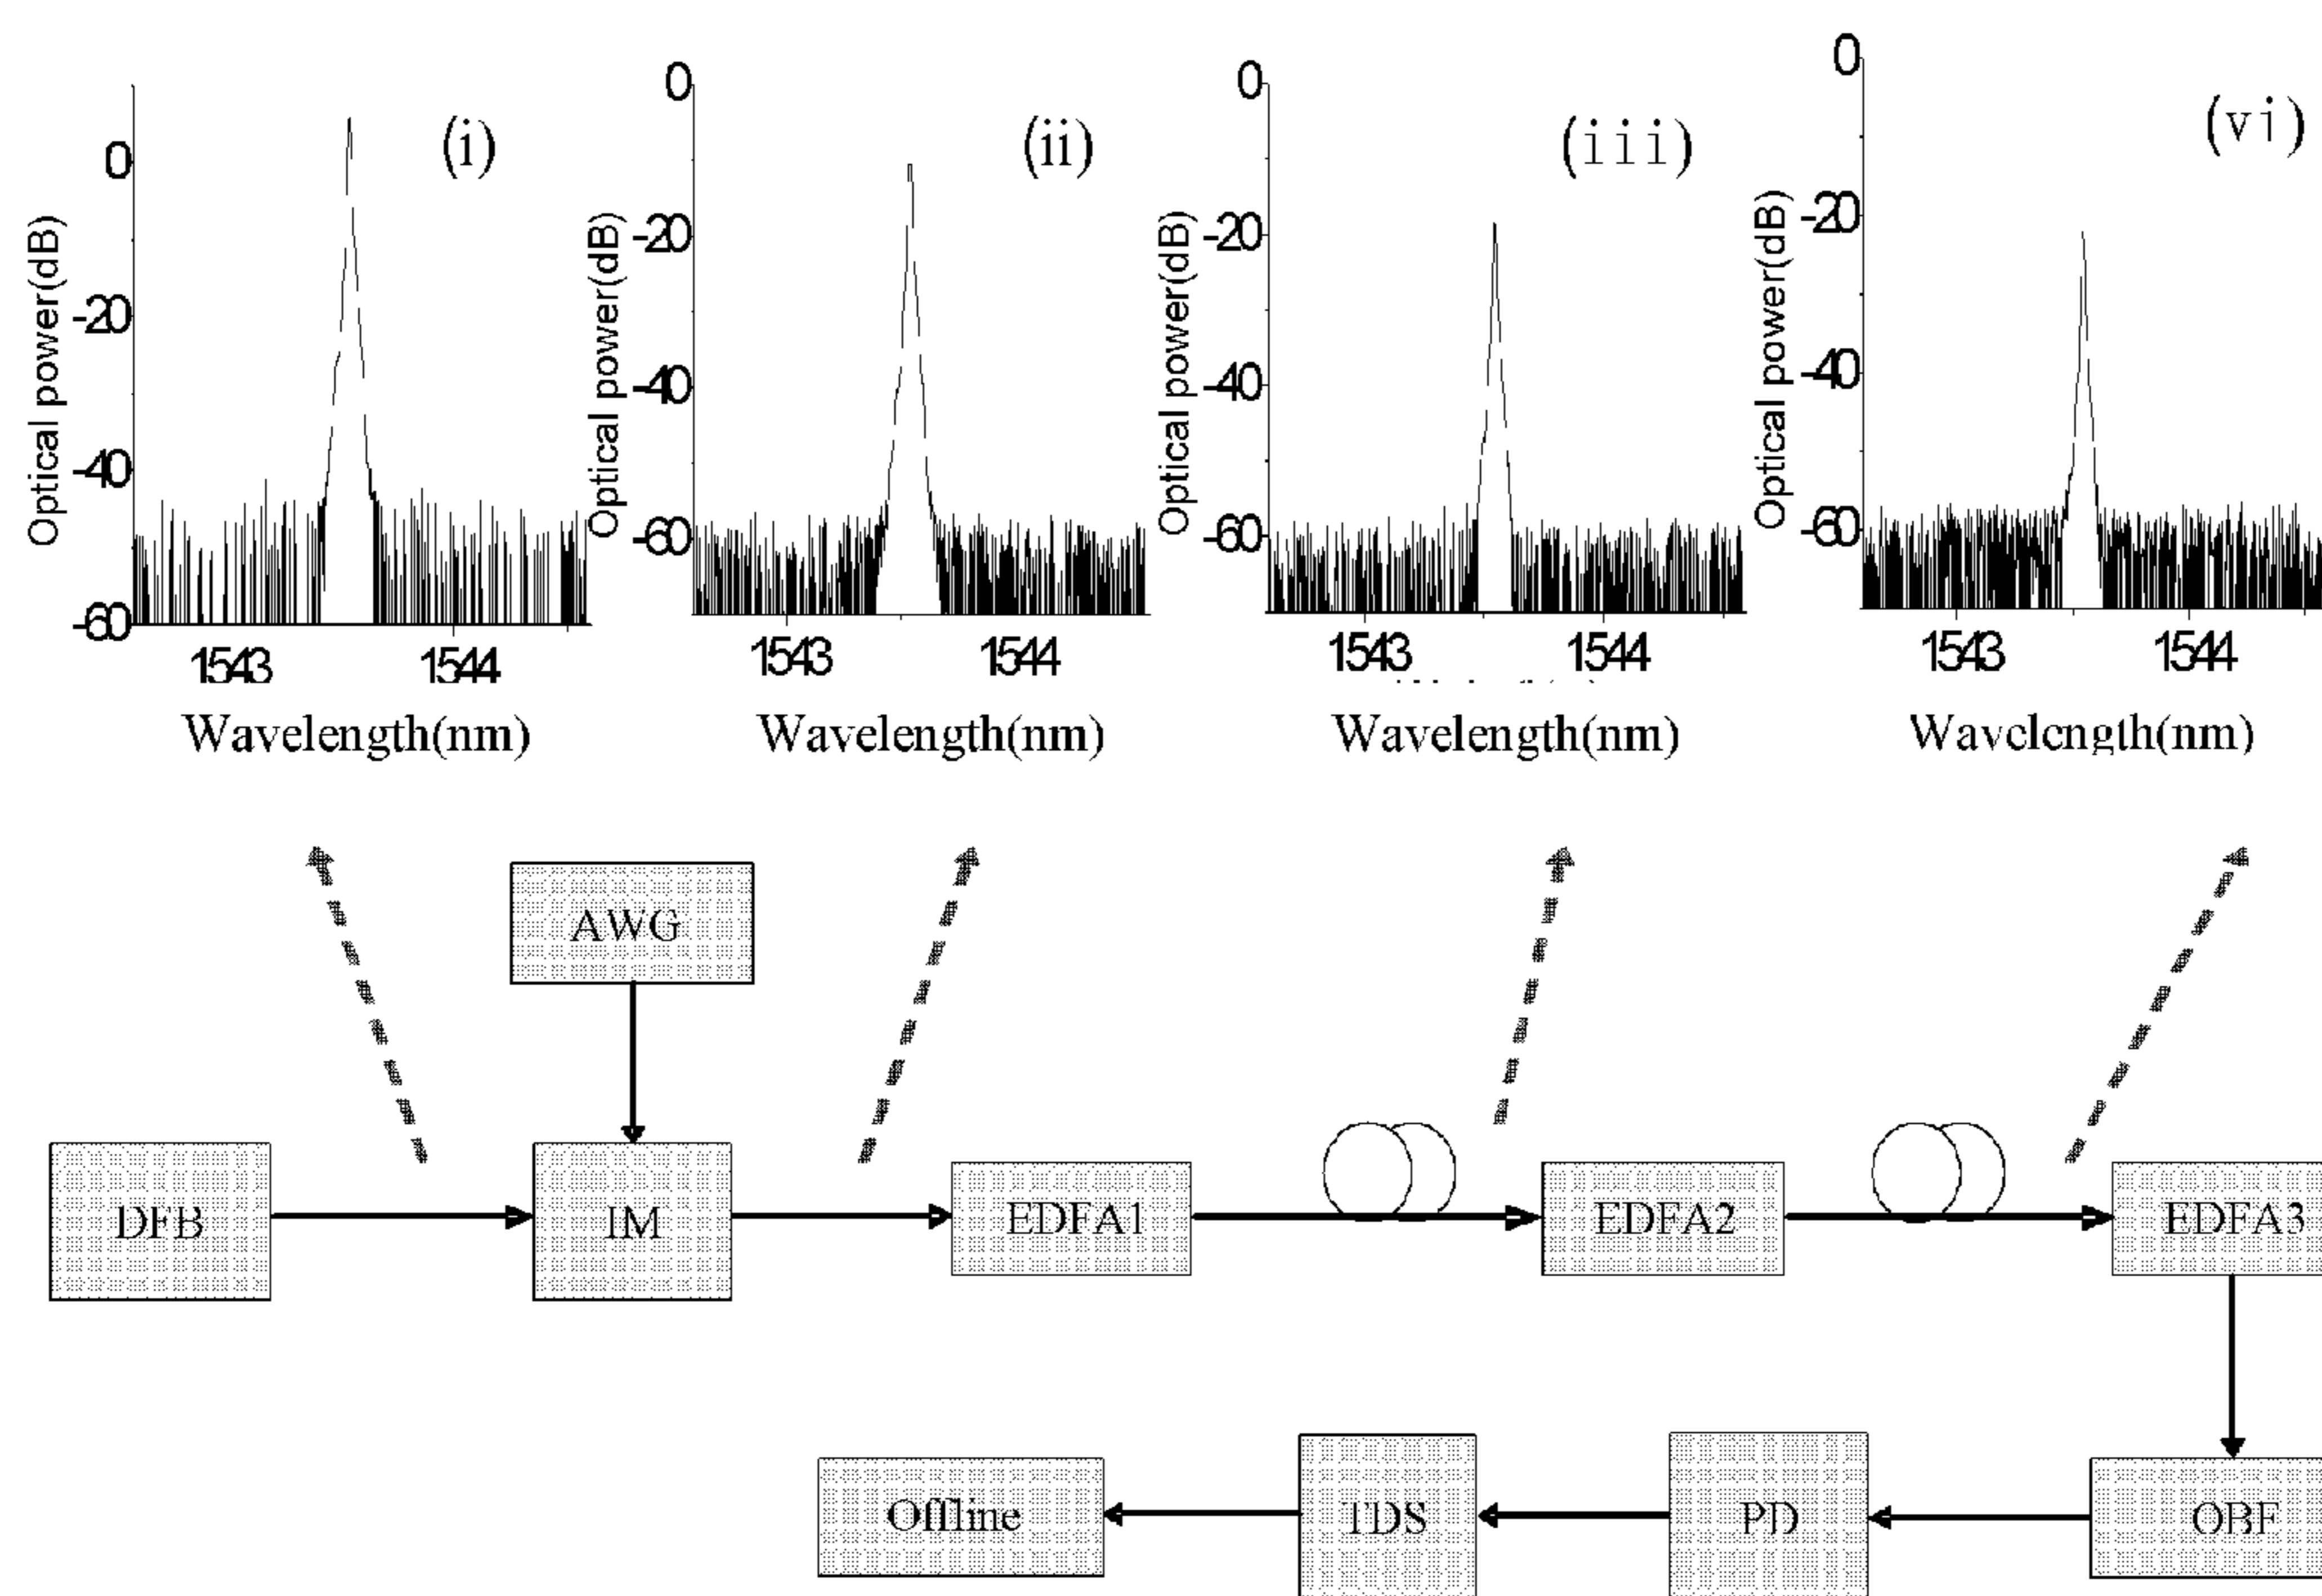 (i)
0
-20
-40
-60
Optical power(dB)
1543
1544
Wavelength(nm)
(ii)
0
-20
-40
-60
Optical power(dB)
1543
1544
Wavelength(nm)
(iii)
0
-20
-40
-60
Optical power(dB)
1543
1544
Wavelength(nm)
(vi)
0
-20
-40
-60
Optical power(dB)
1543
1544
Wavelength(nm)
AWG
DFB
IM
EDFA1
EDFA2
EDFA3
Offline
TDS
PD
OBF